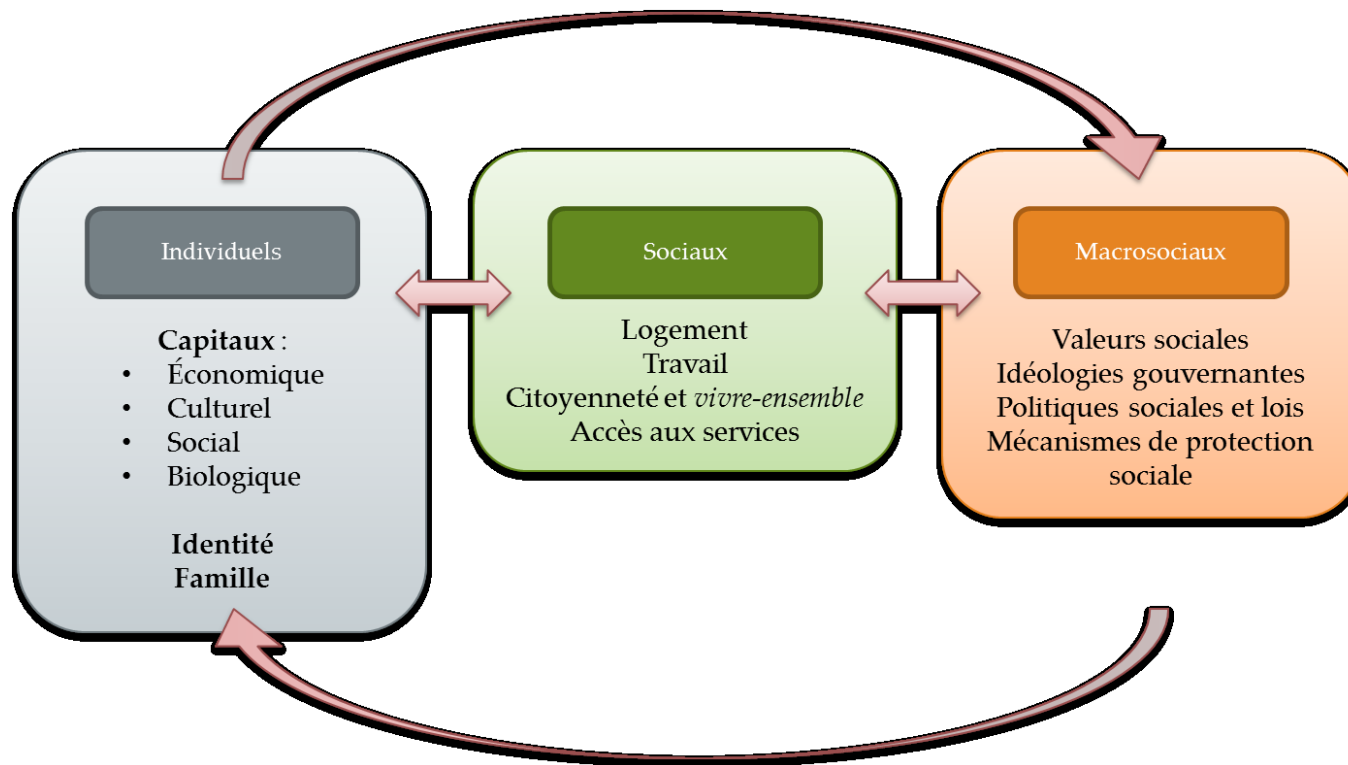 Individuels
Capitaux :
• Économique
• Culturel
• Social
• Biologique
Identité
Famille
Sociaux
Logement
Travail
Citoyenneté et vivre-ensemble
Accès aux services
Macrosociaux
Valeurs sociales
Idéologies gouvernantes
Politiques sociales et lois
Mécanismes de protection
sociale